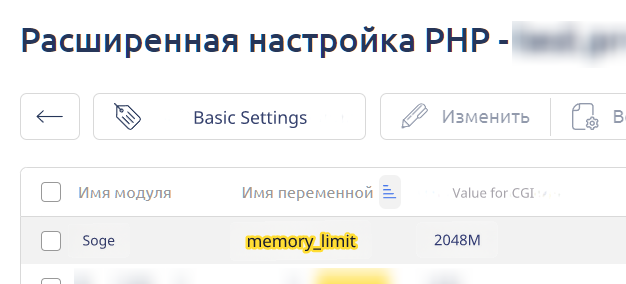 Расширенная настройка PHP -
Basic Settings Изменить
Имя модуля Имя переменной Value for CGI
Soge memory_limit 2048M